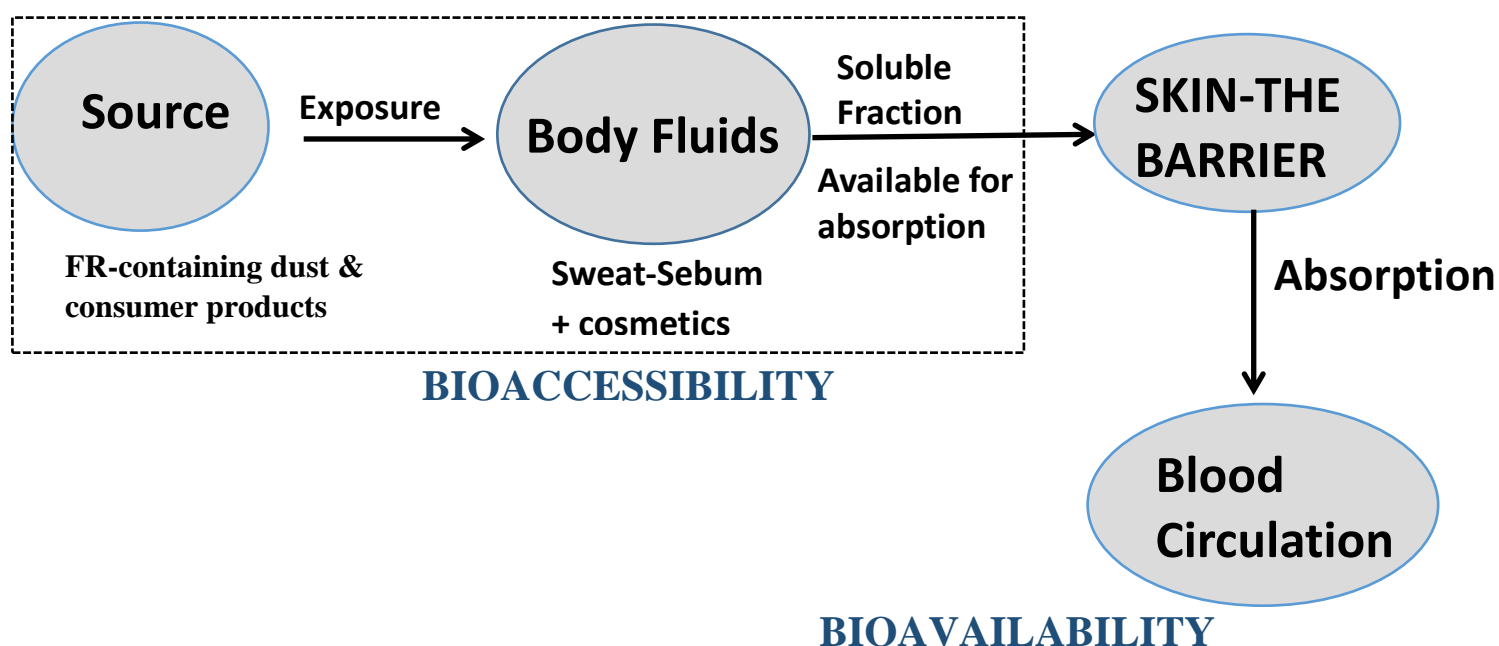 Source
Exposure
Body Fluids
Soluble
Fraction
Available for
absorption
SKIN-THE
BARRIER
FR-containing dust &
consumer products
Sweat-Sebum
+ cosmetics
Absorption
BIOACCESSIBILITY
Blood
Circulation
BIOAVAILABILITY